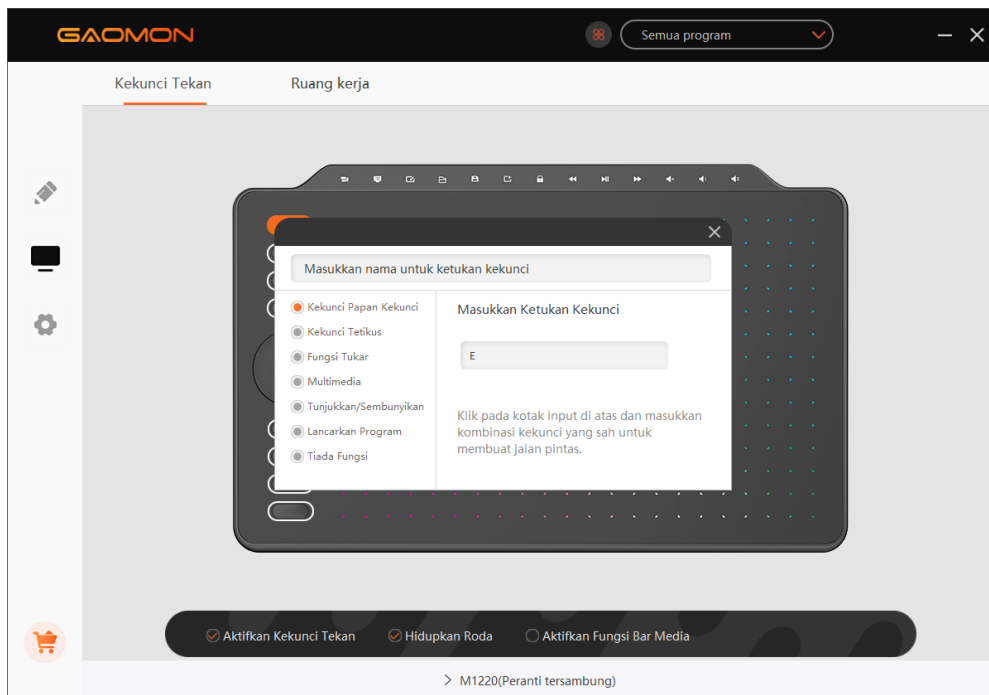 GAOMON
Semua program
Kekunci Tekan
Ruang kerja
Masukkan nama untuk ketukan kekunci
Kekunci Papan Kekunci
Kekunci Tetikus
Fungsi Tukar
Multimedia
Tunjukkan/Sembunyikan
Lancarkan Program
Tiada Fungsi
Masukkan Ketukan Kekunci
E
Klik pada kotak input di atas dan masukkan
kombinasi kekunci yang sah untuk
membuat jalan pintas.
Aktifkan Kekunci Tekan
Hidupkan Roda
Aktifkan Fungsi Bar Media
M1220(Peranti tersambung)